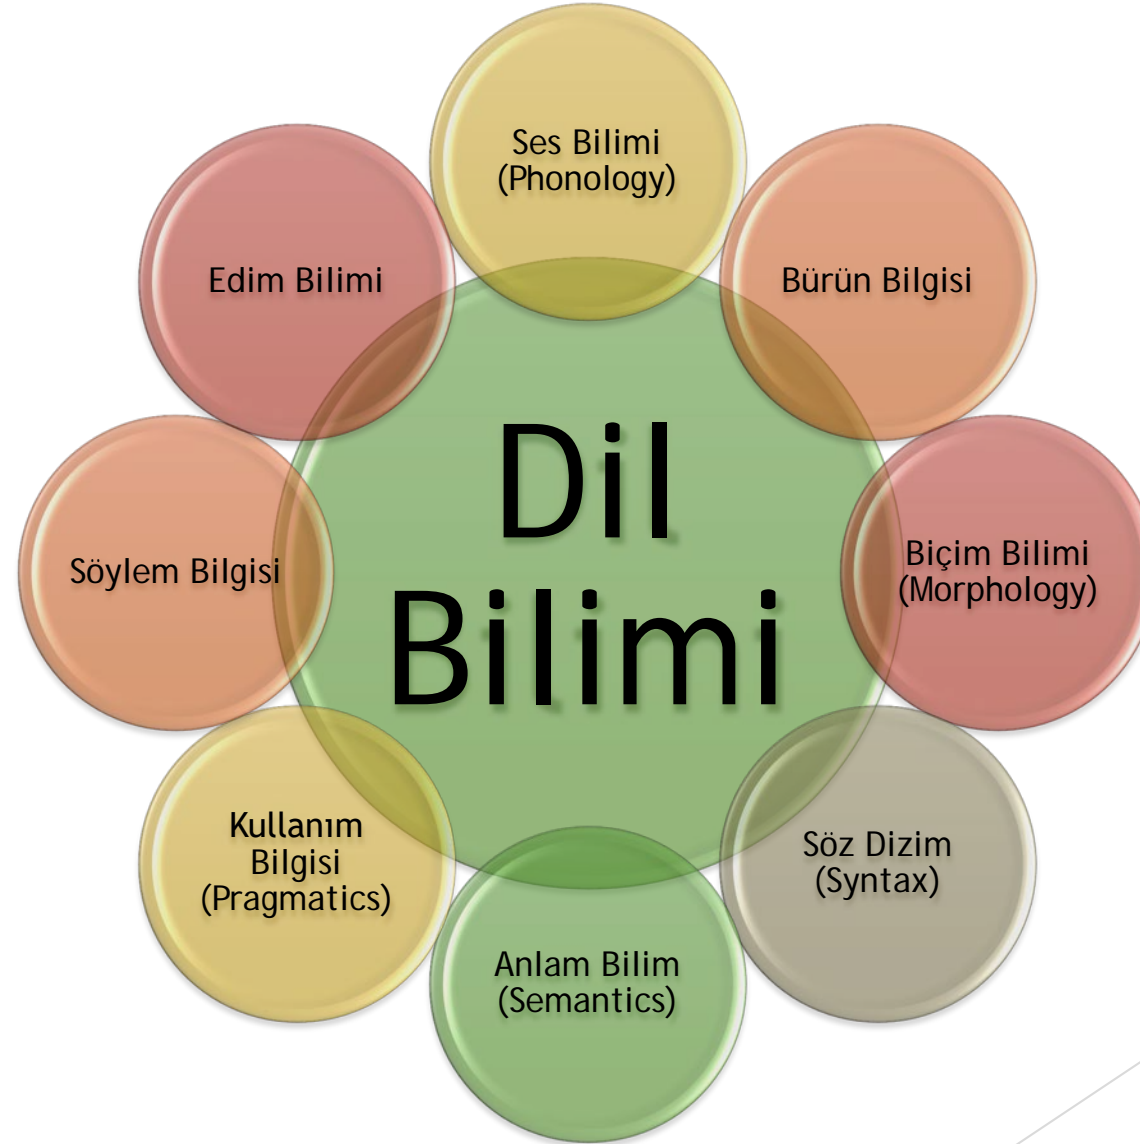 Ses Bilimi
(Phonology)
Edim Bilimi
Bürün Bilgisi
Dil
Bilimi
Söylem Bilgisi
Biçim Bilimi
(Morphology)
Kullanım
Bilgisi
(Pragmatics)
Söz Dizim
(Syntax)
Anlam Bilim
(Semantics)